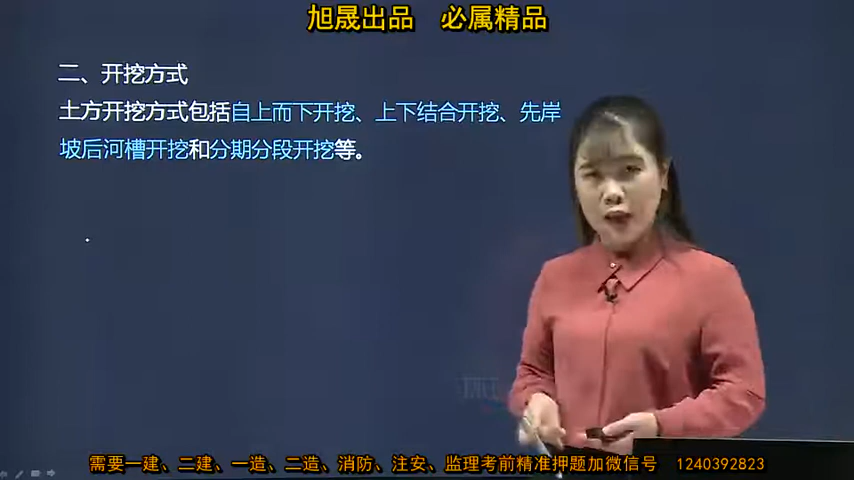 旭晟出品 必属精品
二、开挖方式
土方开挖方式包括自上而下开挖、上下结合开挖、先岸
坡后河槽开挖和分期分段开挖等。
需要一建、二建、一造、二造、消防、注安、监理考前精准押题加微信号 1240392823